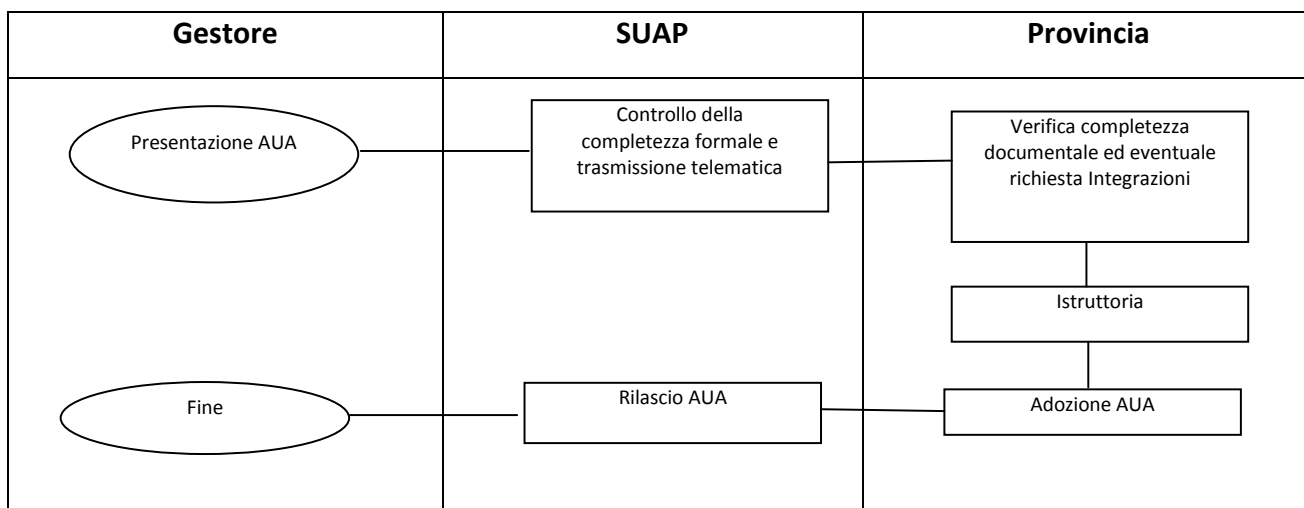 Gestore
SUAP
Provincia
Presentazione AUA
Controllo della
completezza formale e
trasmissione telematica
Verifica completezza
documentale ed eventuale
richiesta Integrazioni
Istruttoria
Fine
Rilascio AUA
Adozione AUA